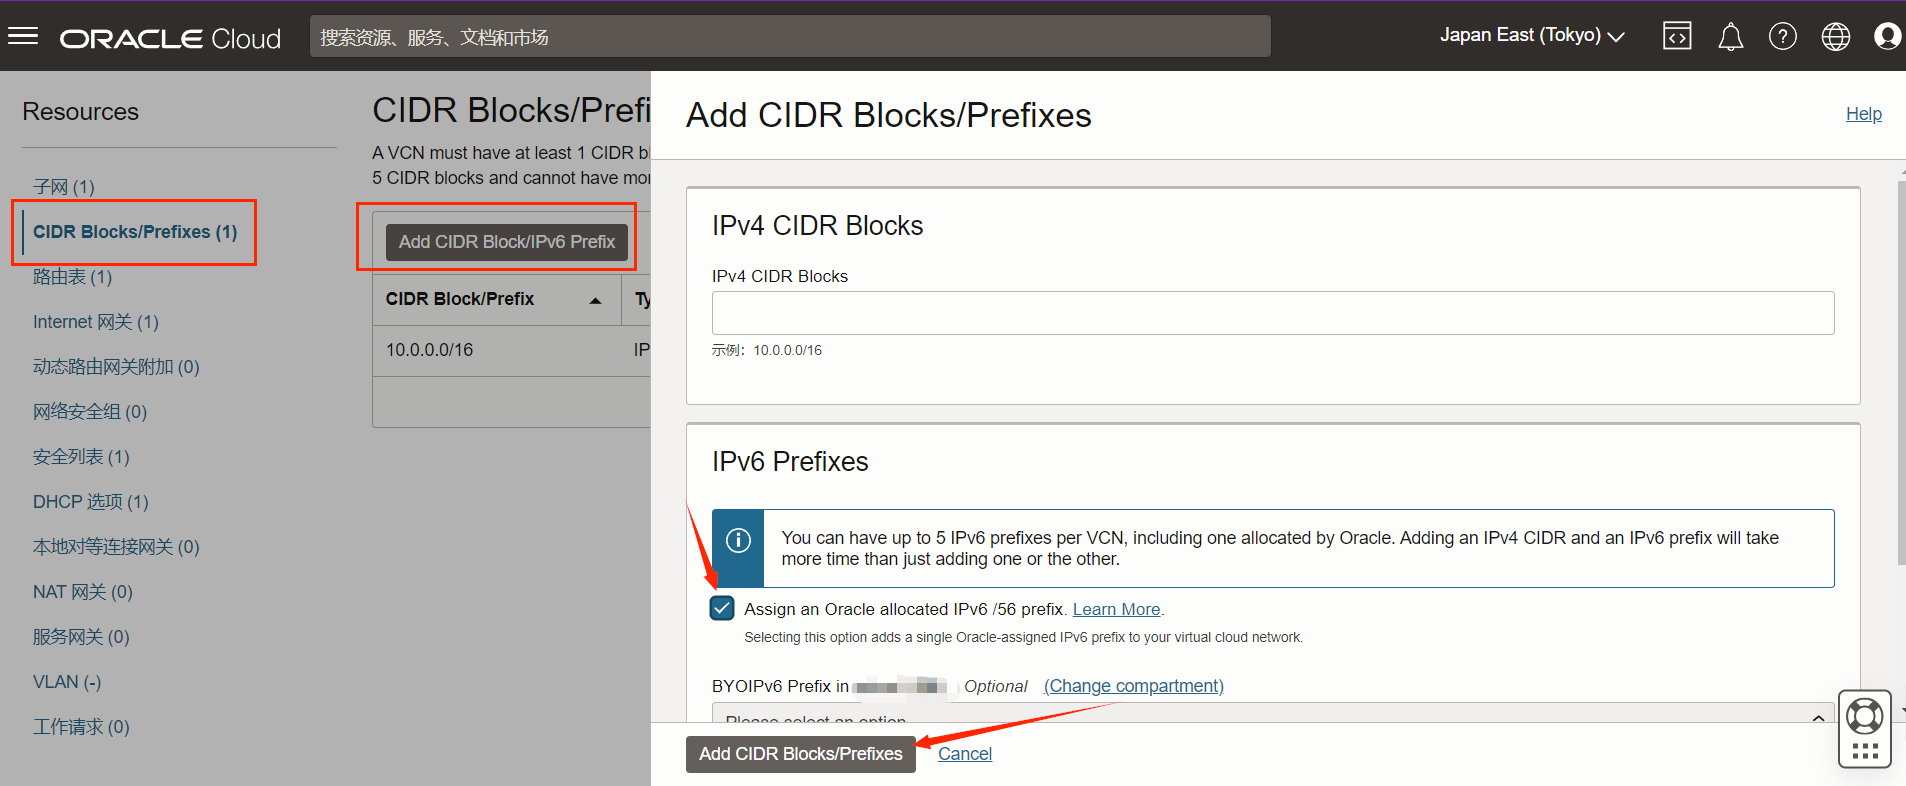 ORACLE Cloud
搜索资源、服务、文档和市场
Japan East (Tokyo)
Resources
子网 (1)
CIDR Blocks/Prefixes (1)
路由表 (1)
Internet 网关 (1)
动态路由网关附加 (0)
网络安全组 (0)
安全列表 (1)
DHCP 选项 (1)
本地对等连接网关 (0)
NAT 网关 (0)
服务网关 (0)
VLAN (-)
工作请求 (0)
CIDR Blocks/Prefi
A VCN must have at least 1 CIDR bl
5 CIDR blocks and cannot have mor
Add CIDR Block/IPv6 Prefix
CIDR Block/Prefix
Ty
10.0.0.0/16
IP
Add CIDR Blocks/Prefixes
Help
IPv4 CIDR Blocks
IPv4 CIDR Blocks
示例：10.0.0.0/16
IPv6 Prefixes
You can have up to 5 IPv6 prefixes per VCN, including one allocated by Oracle. Adding an IPv4 CIDR and an IPv6 prefix will take
more time than just adding one or the other.
Assign an Oracle allocated IPv6 /56 prefix. Learn More.
Selecting this option adds a single Oracle-assigned IPv6 prefix to your virtual cloud network.
BYOIPv6 Prefix in Optional (Change compartment)
Please select an option
Add CIDR Blocks/Prefixes
Cancel